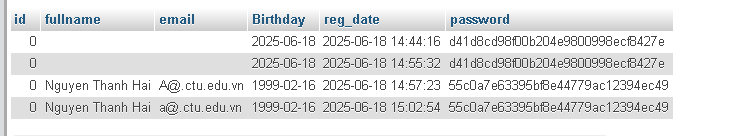 id fullname email Birthday reg_date password
0 2025-06-18 2025-06-18 14:44:16 d41d8cd98f00b204e9800998ecf8427e
0 2025-06-18 2025-06-18 14:55:32 d41d8cd98f00b204e9800998ecf8427e
0 Nguyen Thanh Hai A@.ctu.edu.vn 1999-02-16 2025-06-18 14:57:23 55c0a7e63395bf8e44779ac12394ec49
0 Nguyen Thanh Hai a@.ctu.edu.vn 1999-02-16 2025-06-18 15:02:54 55c0a7e63395bf8e44779ac12394ec49